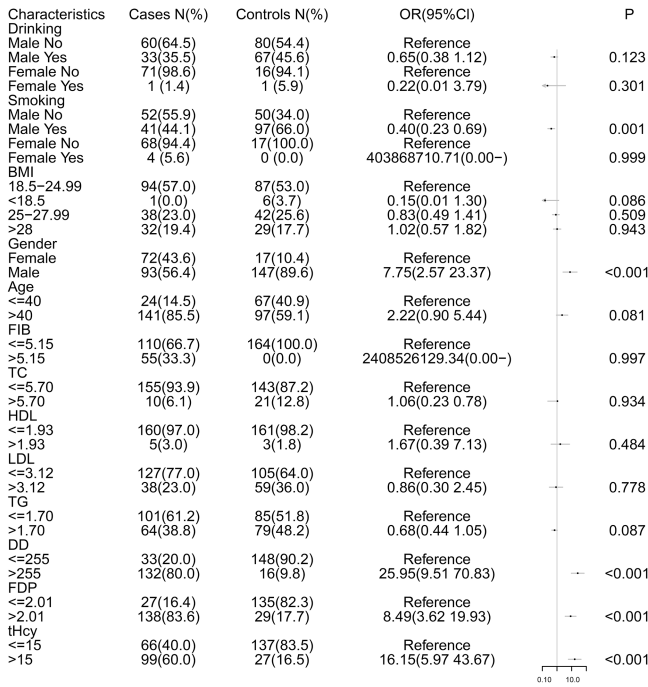 Characteristics Cases N(%) Controls N(%) OR(95%CI) P
Drinking
Male No 60(64.5) 80(54.4) Reference
Male Yes 33(35.5) 67(45.6) 0.65(0.38 1.12) 0.123
Female No 71(98.6) 16(94.1) Reference
Female Yes 1 (1.4) 1 (5.9) 0.22(0.01 3.79) 0.301
Smoking
Male No 52(55.9) 50(34.0) Reference
Male Yes 41(44.1) 97(66.0) 0.40(0.23 0.69) 0.001
Female No 68(94.4) 17(100.0) Reference
Female Yes 4 (5.6) 0 (0.0) 403868710.71(0.00−) 0.999
BMI
18.5−24.99 94(57.0) 87(53.0) Reference
<18.5 1(0.0) 6(3.7) 0.15(0.01 1.30) 0.086
25−27.99 38(23.0) 42(25.6) 0.83(0.49 1.41) 0.509
>28 32(19.4) 29(17.7) 1.02(0.57 1.82) 0.943
Gender
Female 72(43.6) 17(10.4) Reference
Male 93(56.4) 147(89.6) 7.75(2.57 23.37) <0.001
Age
<=40 24(14.5) 67(40.9) Reference
>40 141(85.5) 97(59.1) 2.22(0.90 5.44) 0.081
FIB
<=5.15 110(66.7) 164(100.0) Reference
>5.15 55(33.3) 0(0.0) 2408526129.34(0.00−) 0.997
TC
<=5.70 155(93.9) 143(87.2) Reference
>5.70 10(6.1) 21(12.8) 1.06(0.23 0.78) 0.934
HDL
<=1.93 160(97.0) 161(98.2) Reference
>1.93 5(3.0) 3(1.8) 1.67(0.39 7.13) 0.484
LDL
<=3.12 127(77.0) 105(64.0) Reference
>3.12 38(23.0) 59(36.0) 0.86(0.30 2.45) 0.778
TG
<=1.70 101(61.2) 85(51.8) Reference
>1.70 64(38.8) 79(48.2) 0.68(0.44 1.05) 0.087
DD
<=255 33(20.0) 148(90.2) Reference
>255 132(80.0) 16(9.8) 25.95(9.51 70.83) <0.001
FDP
<=2.01 27(16.4) 135(82.3) Reference
>2.01 138(83.6) 29(17.7) 8.49(3.62 19.93) <0.001
tHcy
<=15 66(40.0) 137(83.5) Reference
>15 99(60.0) 27(16.5) 16.15(5.97 43.67) <0.001
0.10 10.0